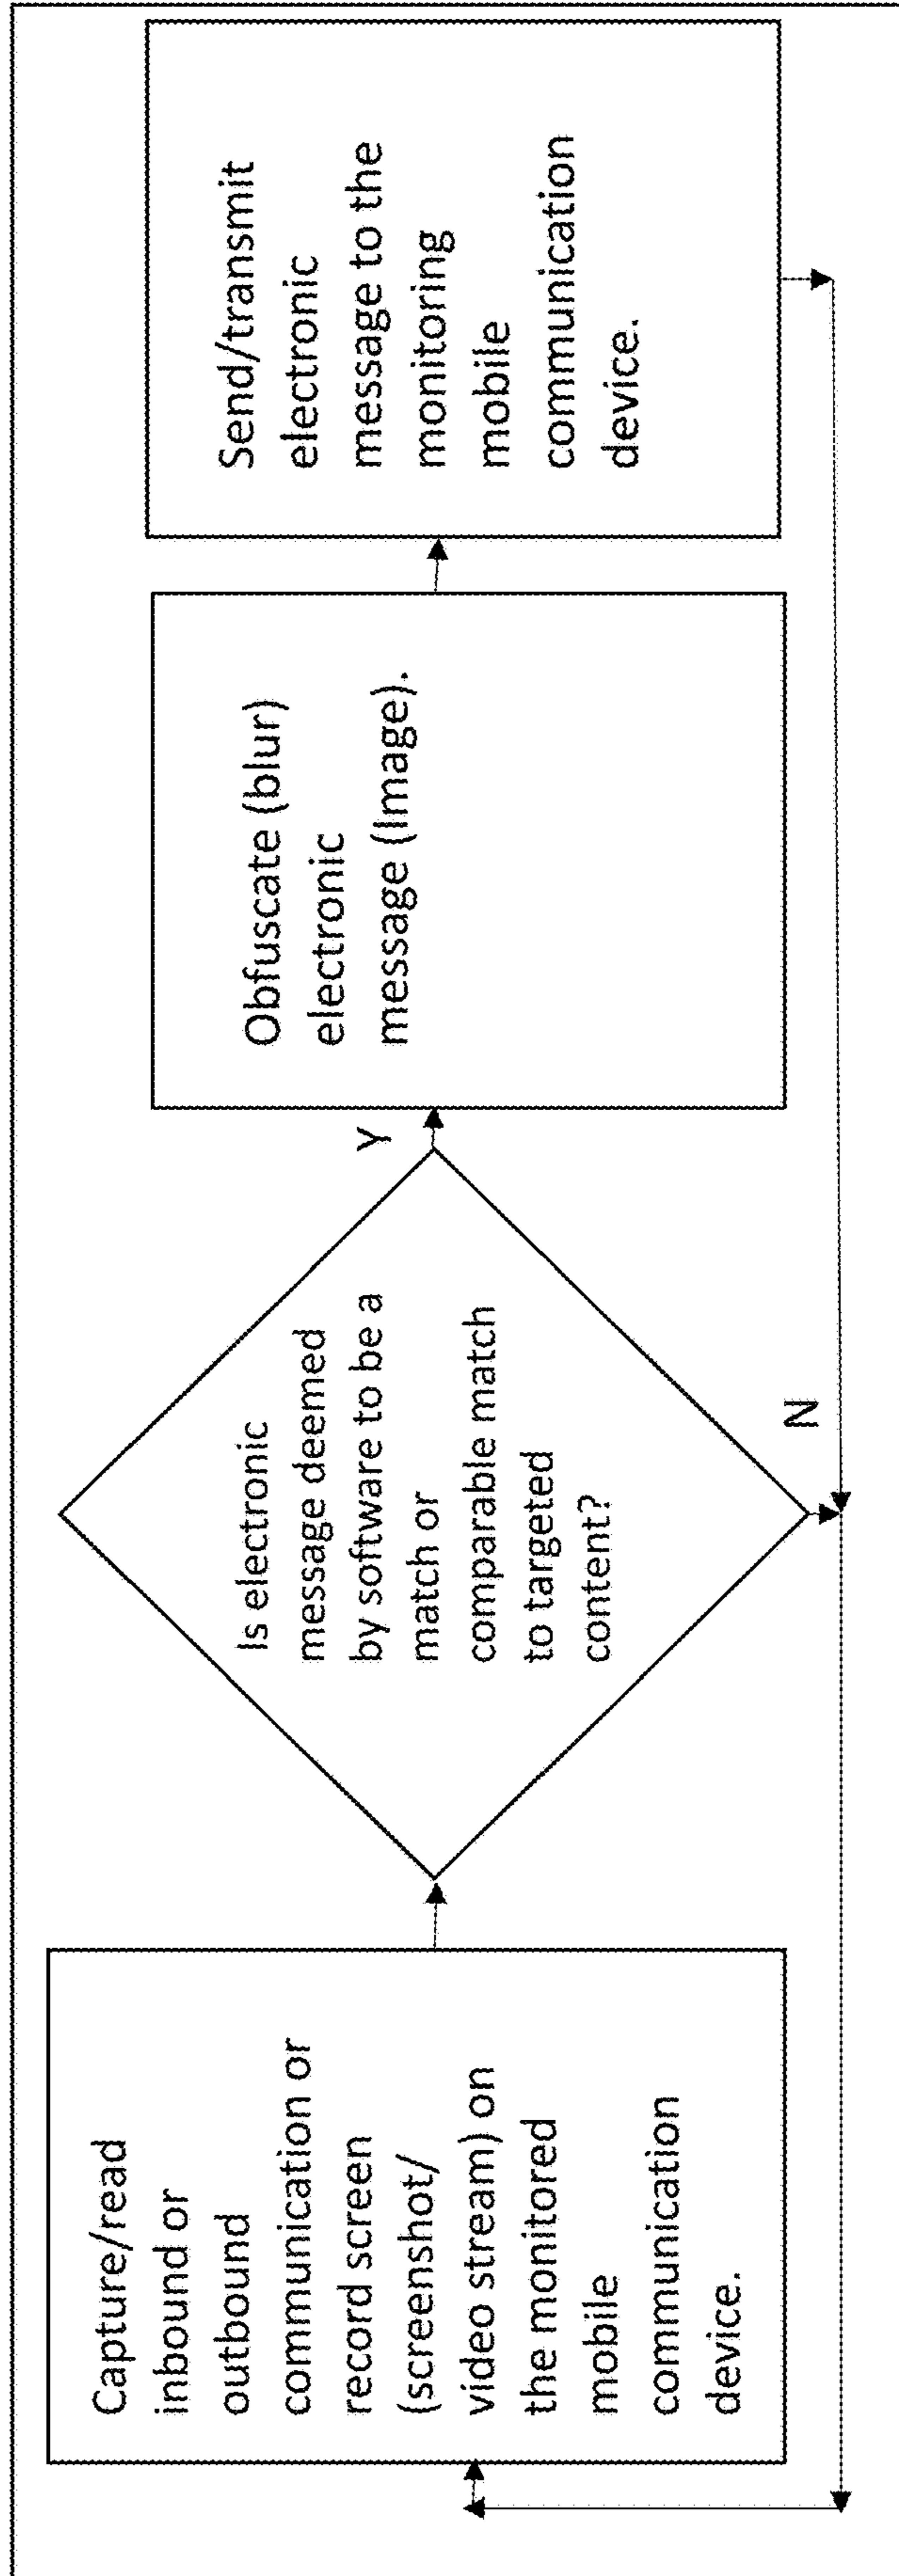 Capture/read
inbound or
outbound
communication or
record screen
(screenshot/
video stream) on
the monitored
mobile
communication
device.
Is electronic
message deemed
by software to be a
match or
comparable match
to targeted
content?
Y
N
Obfuscate (blur)
electronic
message (Image).
Send/transmit
electronic
message to the
monitoring
mobile
communication
device.